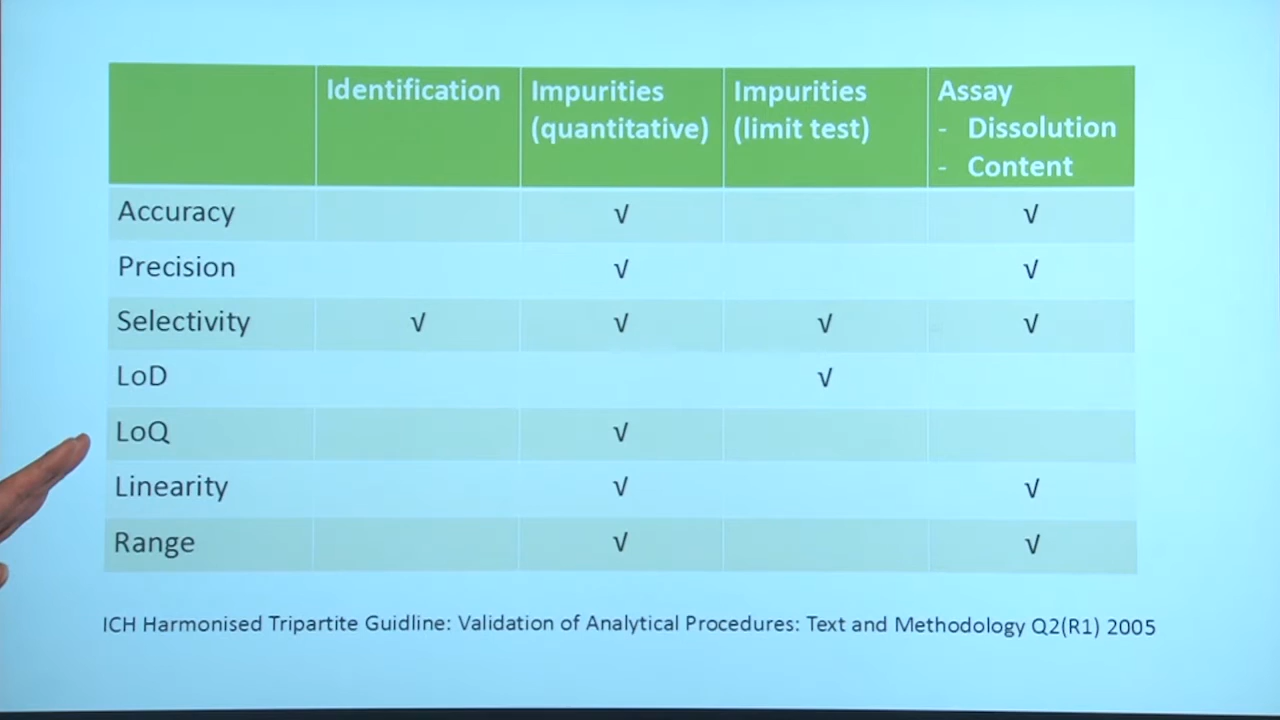 Identification Impurities (quantitative) Impurities (limit test) Assay
- Dissolution
- Content
Accuracy √ √
Precision √ √
Selectivity √ √ √ √
LoD √
LoQ √
Linearity √ √
Range √ √
ICH Harmonised Tripartite Guidline: Validation of Analytical Procedures: Text and Methodology Q2(R1) 2005